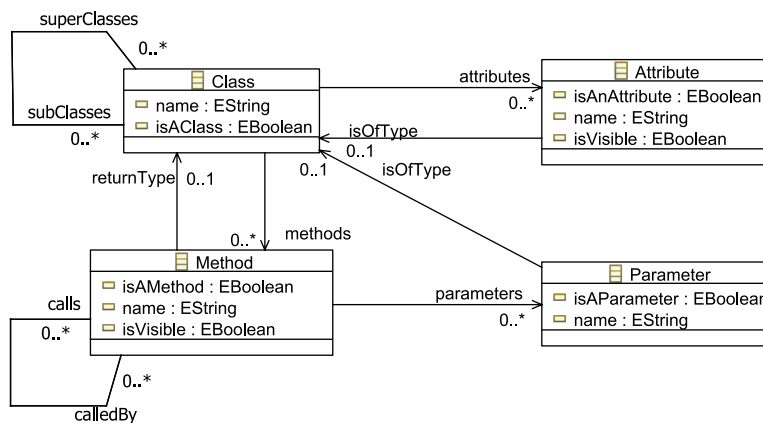 superClasses
0..*
subClasses
0..*
Class
name : EString
isAClass : EBoolean
attributes
0..*
Attribute
isAnAttribute : EBoolean
name : EString
isVisible : EBoolean
isOfType
0..1
0..1
isOfType
returnType
0..1
0..*
methods
Method
isAMethod : EBoolean
name : EString
isVisible : EBoolean
calls
0..*
0..*
calledBy
parameters
0..*
Parameter
isAParameter : EBoolean
name : EString